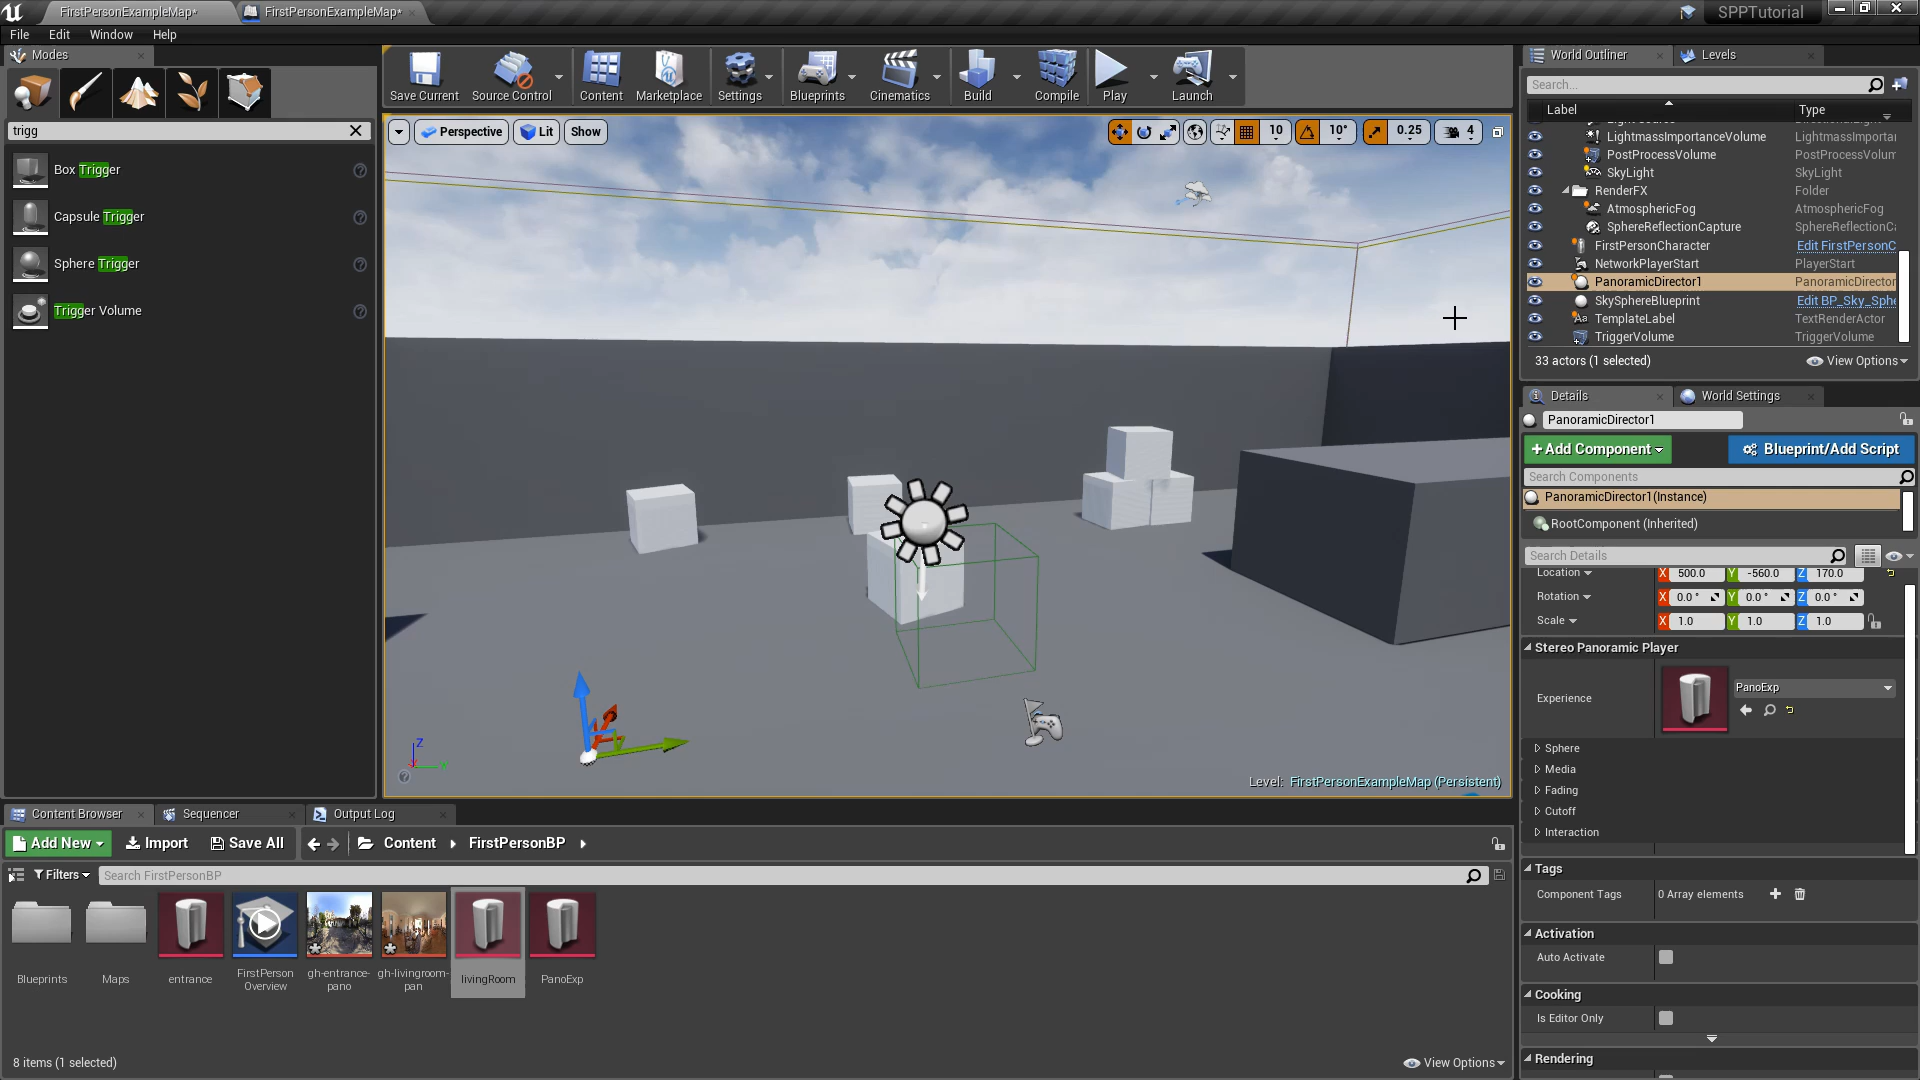 FirstPersonExampleMap*
FirstPersonExampleMap*
SPPTutorial
File Edit Window Help
Modes
trigg
Box Trigger
Capsule Trigger
Sphere Trigger
Trigger Volume
Save Current
Source Control
Content
Marketplace
Settings
Blueprints
Cinematics
Build
Compile
Play
Launch
Perspective
Lit
Show
10
10°
0.25
4
Z
Level: FirstPersonExampleMap (Persistent)
World Outliner
Levels
Search...
Label
Type
LightmassImportanceVolume LightmassImportan
PostProcessVolume PostProcessVolum
SkyLight SkyLight
RenderFX Folder
AtmosphericFog AtmosphericFog
SphereReflectionCapture SphereReflectionCa
FirstPersonCharacter Edit FirstPersonC
NetworkPlayerStart PlayerStart
PanoramicDirector1 PanoramicDirector
SkySphereBlueprint Edit BP_Sky_Sphe
TemplateLabel TextRenderActor
TriggerVolume TriggerVolume
33 actors (1 selected)
View Options
Details
World Settings
PanoramicDirector1
+Add Component
Blueprint/Add Script
Search Components
PanoramicDirector1(Instance)
RootComponent (Inherited)
Search Details
Location X 500.0 Y -560.0 Z 170.0
Rotation X 0.0 ° Y 0.0 ° Z 0.0 °
Scale X 1.0 Y 1.0 Z 1.0
Stereo Panoramic Player
Experience
PanoExp
Sphere
Media
Fading
Cutoff
Interaction
Tags
Component Tags 0 Array elements
Activation
Auto Activate
Cooking
Is Editor Only
Rendering
Content Browser
Sequencer
Output Log
Add New
Import
Save All
Content
FirstPersonBP
Filters
Search FirstPersonBP
Blueprints
Maps
entrance
FirstPerson
Overview
gh-entrance-
pano
gh-livingroom-
pan
livingRoom
PanoExp
8 items (1 selected)
View Options